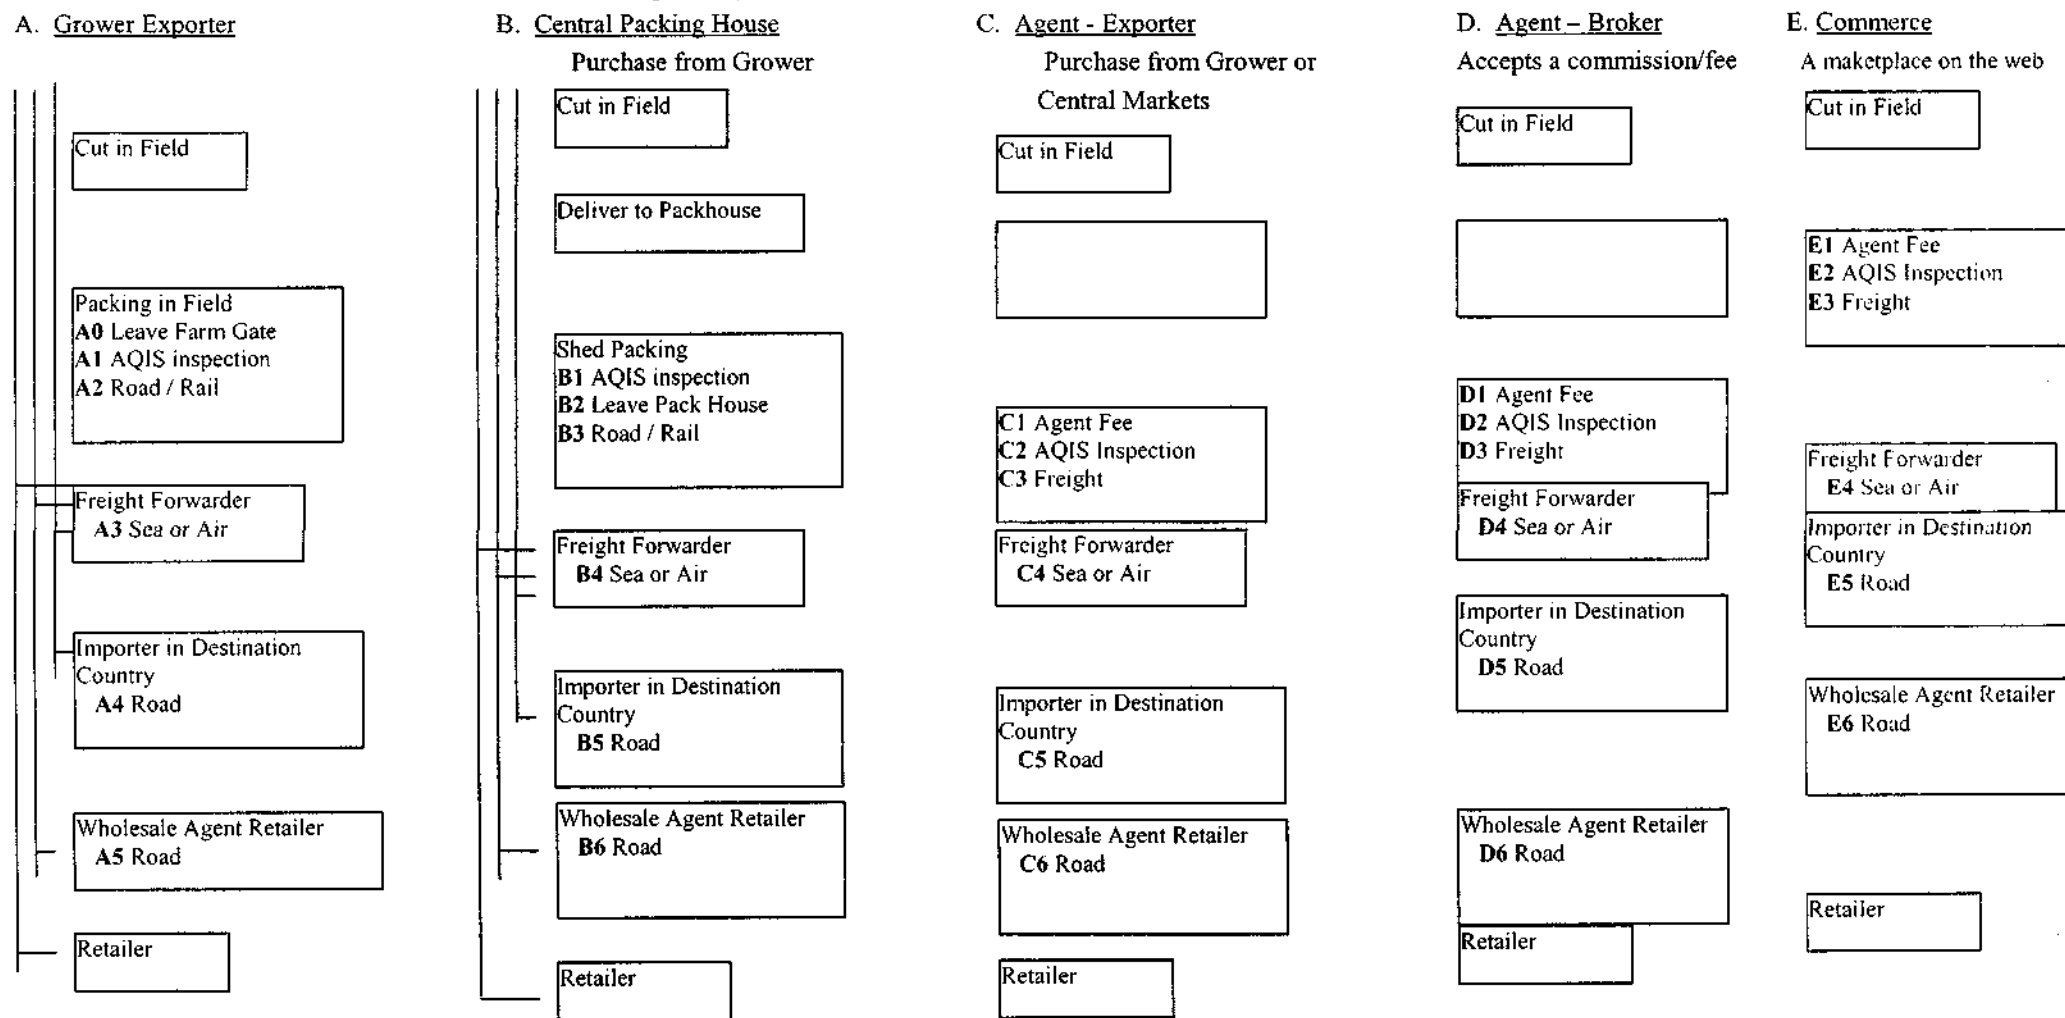 A. Grower Exporter
Cut in Field
Packing in Field
A0 Leave Farm Gate
A1 AQIS inspection
A2 Road / Rail
Freight Forwarder
A3 Sea or Air
Importer in Destination
Country
A4 Road
Wholesale Agent Retailer
A5 Road
Retailer
B. Central Packing House
Purchase from Grower
Cut in Field
Deliver to Packhouse
Shed Packing
B1 AQIS inspection
B2 Leave Pack House
B3 Road / Rail
Freight Forwarder
B4 Sea or Air
Importer in Destination
Country
B5 Road
Wholesale Agent Retailer
B6 Road
Retailer
C. Agent - Exporter
Purchase from Grower or
Central Markets
Cut in Field
C1 Agent Fee
C2 AQIS Inspection
C3 Freight
Freight Forwarder
C4 Sea or Air
Importer in Destination
Country
C5 Road
Wholesale Agent Retailer
C6 Road
Retailer
D. Agent – Broker
Accepts a commission/fee
Cut in Field
D1 Agent Fee
D2 AQIS Inspection
D3 Freight
Freight Forwarder
D4 Sea or Air
Importer in Destination
Country
D5 Road
Wholesale Agent Retailer
D6 Road
Retailer
E. Commerce
A maketplace on the web
Cut in Field
E1 Agent Fee
E2 AQIS Inspection
E3 Freight
Freight Forwarder
E4 Sea or Air
Importer in Destination
Country
E5 Road
Wholesale Agent Retailer
E6 Road
Retailer